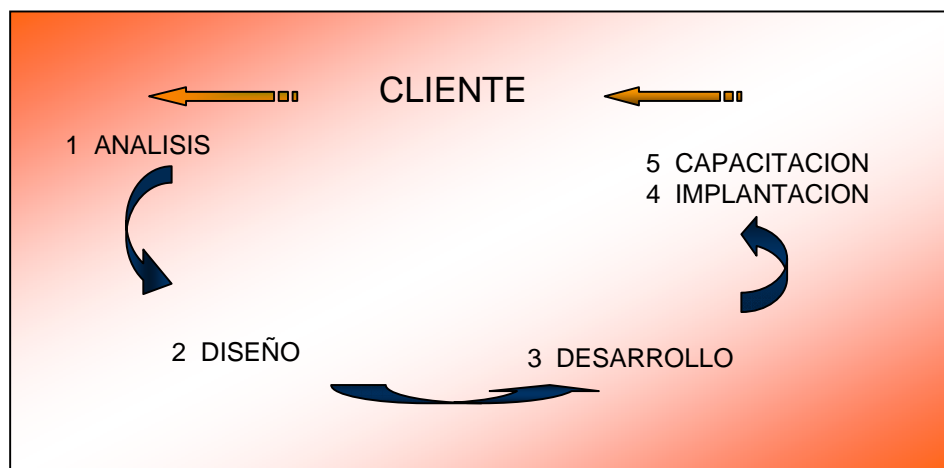 CLIENTE
1 ANALISIS
5 CAPACITACION
4 IMPLANTACION
2 DISEÑO
3 DESARROLLO